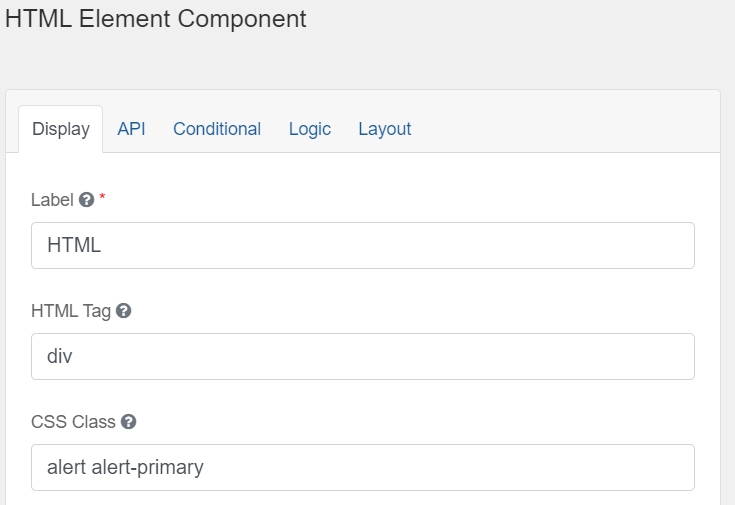 HTML Element Component
Display API Conditional Logic Layout
Label ? *
HTML
HTML Tag ?
div
CSS Class ?
alert alert-primary